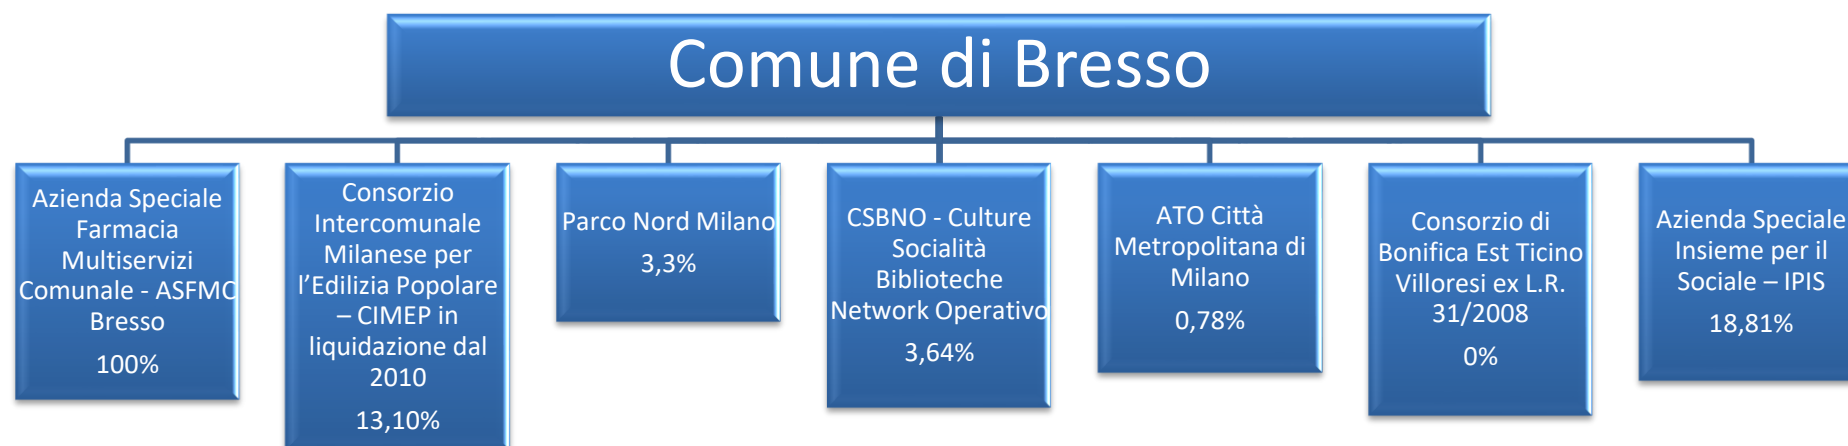 Comune di Bresso
Azienda Speciale
Farmacia
Multiservizi
Comunale - ASFMC
Bresso
100%
Consorzio
Intercomunale
Milanese per
l’Edilizia Popolare
– CIMEP in
liquidazione dal
2010
13,10%
Parco Nord Milano
3,3%
CSBNO - Culture
Socialità
Biblioteche
Network Operativo
3,64%
ATO Città
Metropolitana di
Milano
0,78%
Consorzio di
Bonifica Est Ticino
Villoresi ex L.R.
31/2008
0%
Azienda Speciale
Insieme per il
Sociale – IPIS
18,81%